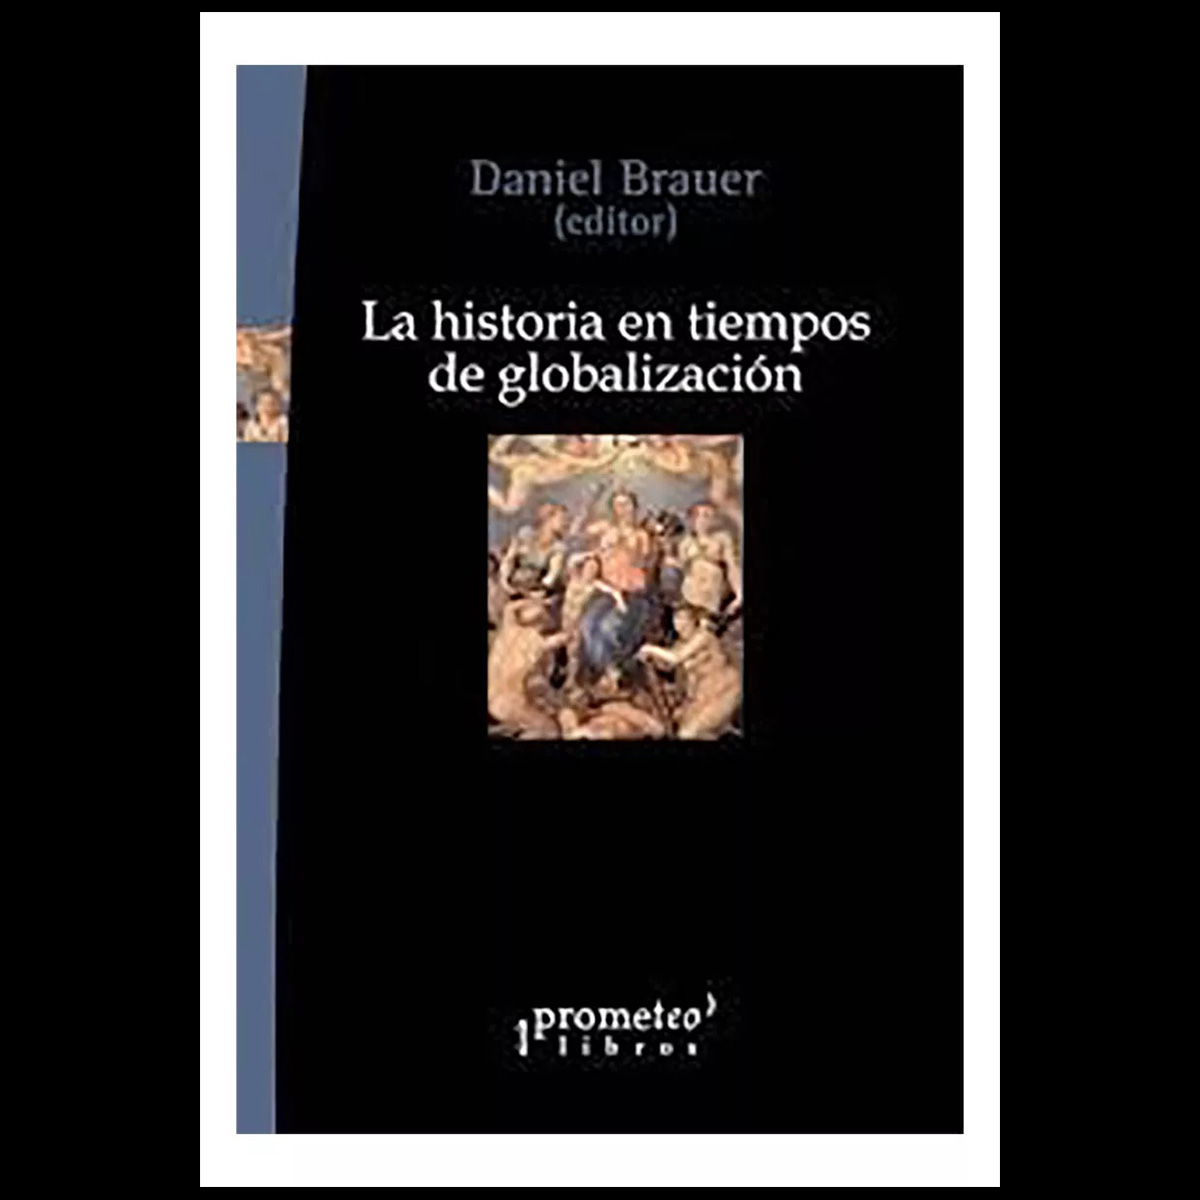 Daniel Brauer
(editor)
La historia en tiempos
de globalización
prometeo
libros